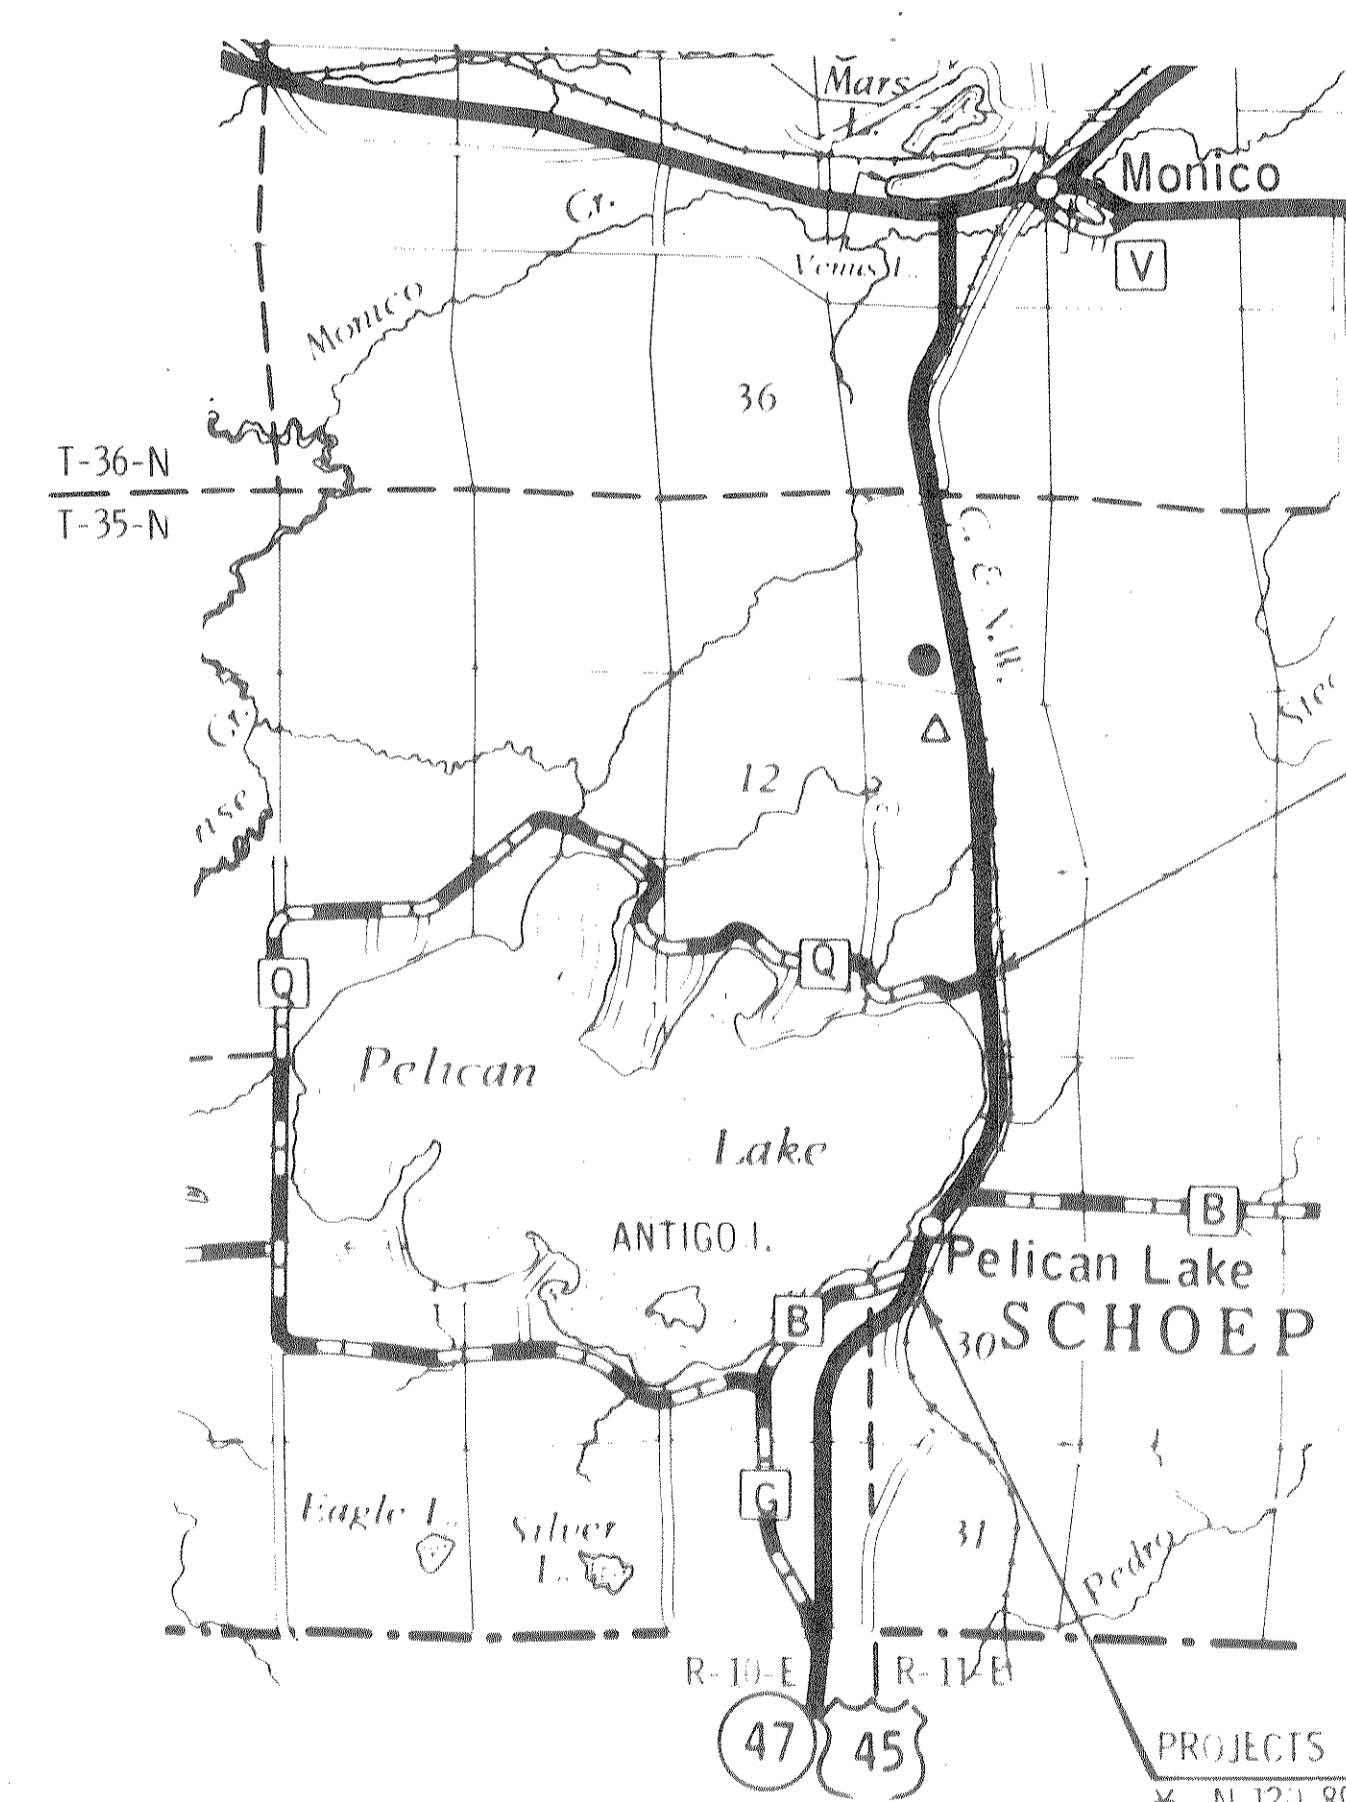 Mars
L.
Monico
Cr.
V
Venus L.
Monico
36
T-36-N
T-35-N
C. & N.W.
Cr.
12
Q
Q
Pelican
Lake
B
ANTIGO I.
Pelican Lake
B
30 SCHOEP
Eagle L.
Silver
L.
G
31
Pedro
R-10-E
R-11-E
47
45
PROJECTS